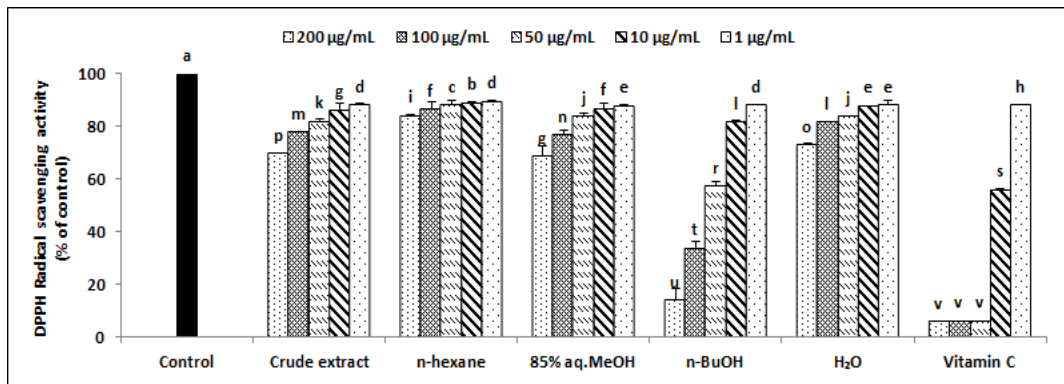 200 µg/mL 100 µg/mL 50 µg/mL 10 µg/mL 1 µg/mL
DPPH Radical scavenging activity
(% of control)
100
80
60
40
20
0
a
p m k g d
i f c b d
g n j f e
u t r l d
o l j e e
v v v s h
Control Crude extract n-hexane 85% aq.MeOH n-BuOH H₂O Vitamin C